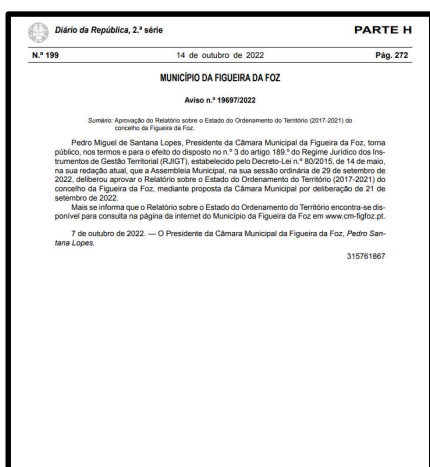 Diário da República, 2.ª série
PARTE H
N.º 199
14 de outubro de 2022
Pág. 272
MUNICÍPIO DA FIGUEIRA DA FOZ
Aviso n.º 19697/2022
Sumário: Aprovação do Relatório sobre o Estado do Ordenamento do Território (2017-2021) do
concelho da Figueira da Foz.
Pedro Miguel de Santana Lopes, Presidente da Câmara Municipal da Figueira da Foz, torna
público, nos termos e para o efeito do disposto no n.º 3 do artigo 189.º do Regime Jurídico dos Ins-
trumentos de Gestão Territorial (RJIGT), estabelecido pelo Decreto-Lei n.º 80/2015, de 14 de maio,
na sua redação atual, que a Assembleia Municipal, na sua sessão ordinária de 29 de setembro de
2022, deliberou aprovar o Relatório sobre o Estado do Ordenamento do Território (2017-2021) do
concelho da Figueira da Foz, mediante proposta da Câmara Municipal por deliberação de 21 de
setembro de 2022.
Mais se informa que o Relatório sobre o Estado do Ordenamento do Território encontra-se dis-
ponível para consulta na página da internet do Município da Figueira da Foz em www.cm-figfoz.pt.
7 de outubro de 2022. — O Presidente da Câmara Municipal da Figueira da Foz, Pedro San-
tana Lopes.
315761867